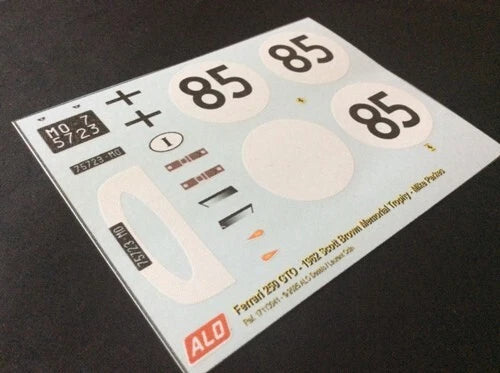 85
85
85
MO-7
5723
75723-MO
75723-MO
I
ALO
Ferrari 250 GTO - 1962 Scott Brown Memorial Trophy - Mike Parkes